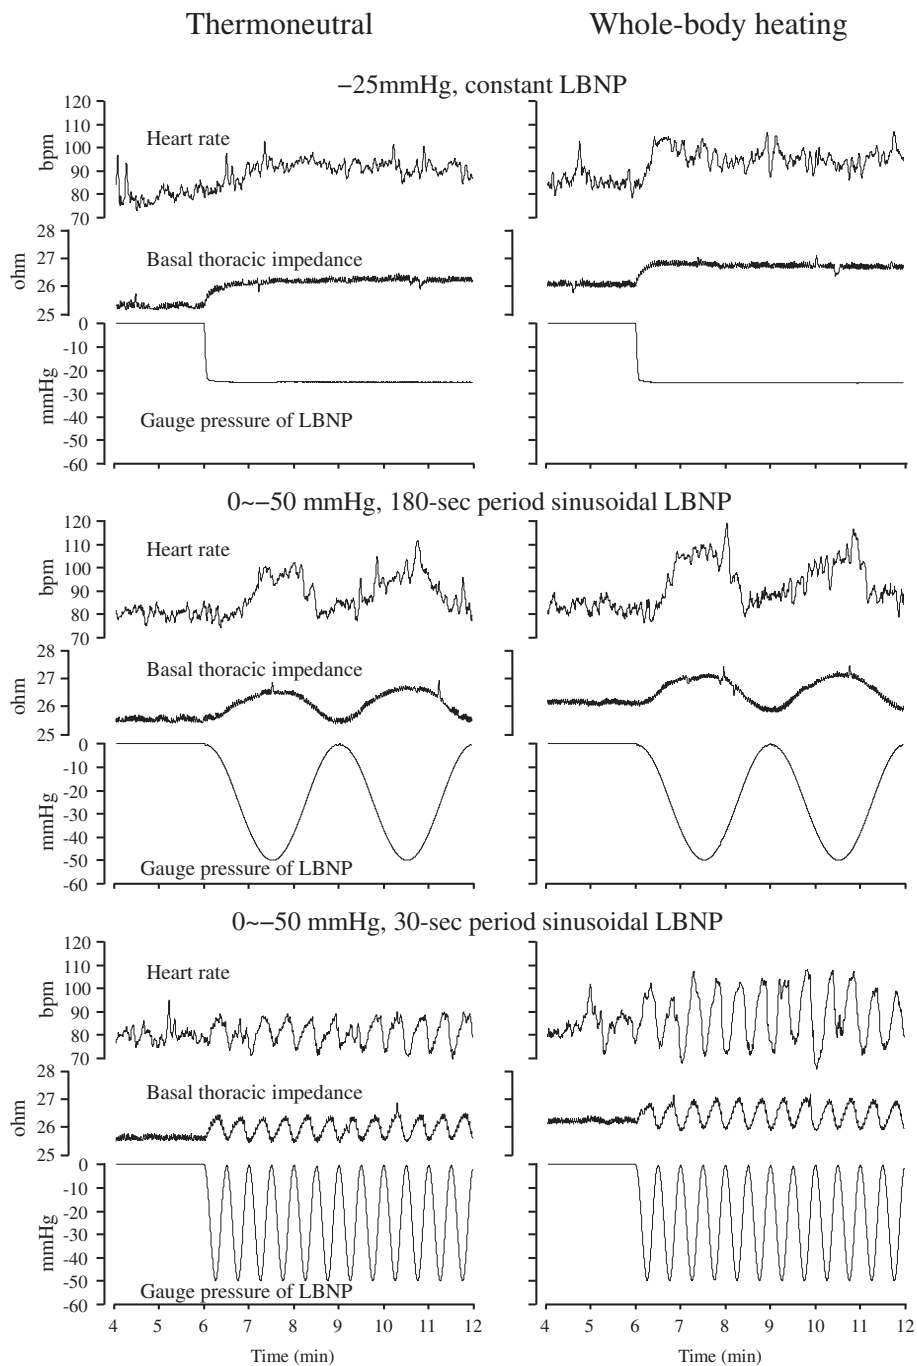 Thermoneutral
Whole-body heating
−25mmHg, constant LBNP
120
110
100
90
80
70
bpm
Heart rate
28
27
26
25
ohm
Basal thoracic impedance
0
-10
-20
-30
-40
-50
-60
mmHg
Gauge pressure of LBNP
0~−50 mmHg, 180-sec period sinusoidal LBNP
120
110
100
90
80
70
bpm
Heart rate
28
27
26
25
ohm
Basal thoracic impedance
0
-10
-20
-30
-40
-50
-60
mmHg
Gauge pressure of LBNP
0~−50 mmHg, 30-sec period sinusoidal LBNP
120
110
100
90
80
70
bpm
Heart rate
28
27
26
25
ohm
Basal thoracic impedance
0
-10
-20
-30
-40
-50
-60
mmHg
Gauge pressure of LBNP
4 5 6 7 8 9 10 11 12
4 5 6 7 8 9 10 11 12
Time (min)
Time (min)